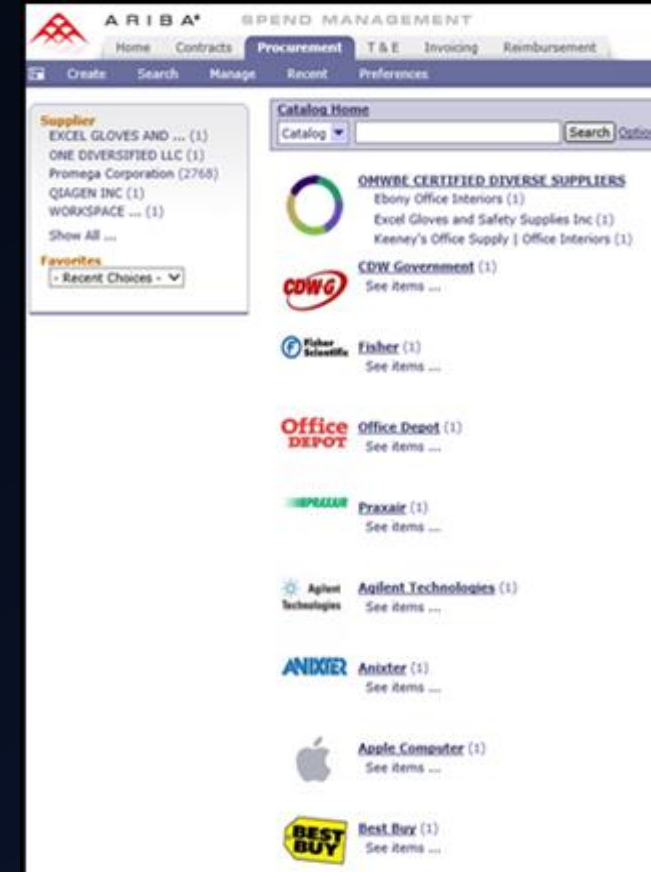 ARIBA® SPEND MANAGEMENT
Home Contracts Procurement T & E Invoicing Reimbursement
Create Search Manage Recent Preferences
Supplier
EXCEL GLOVES AND ... (1)
ONE DIVERSIFIED LLC (1)
Promega Corporation (2768)
QIAGEN INC (1)
WORKSPACE ... (1)
Show All ...
Favorites
- Recent Choices -
Catalog Home
Catalog Search Option
OMWBE CERTIFIED DIVERSE SUPPLIERS
Ebony Office Interiors (1)
Excel Gloves and Safety Supplies Inc (1)
Keeney's Office Supply | Office Interiors (1)
CDW·G
CDW Government (1)
See items ...
Fisher Scientific
Fisher (1)
See items ...
Office DEPOT
Office Depot (1)
See items ...
PRAXAIR
Praxair (1)
See items ...
Agilent Technologies
Agilent Technologies (1)
See items ...
ANIXTER
Anixter (1)
See items ...
Apple Computer (1)
See items ...
BEST BUY
Best Buy (1)
See items ...